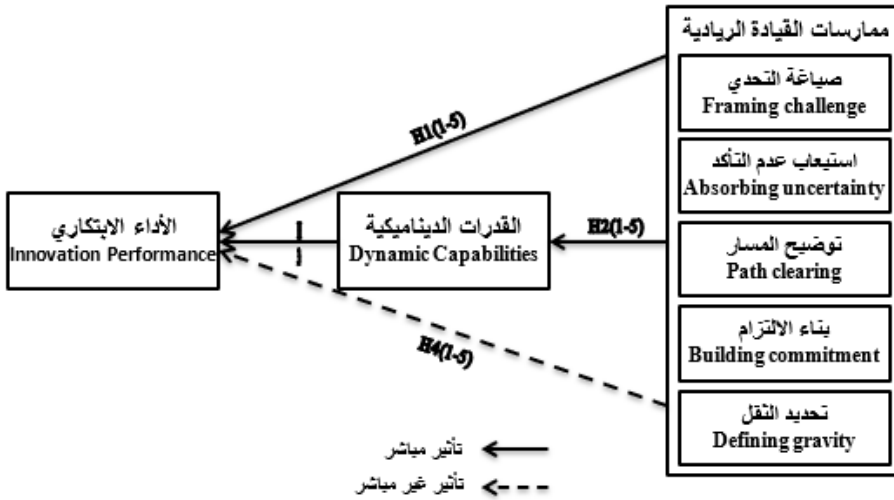 ممارسات القيادة الريادية
صياغة التحدي
Framing challenge
استيعاب عدم التأكد
Absorbing uncertainty
توضيح المسار
Path clearing
بناء الالتزام
Building commitment
تحديد الثقل
Defining gravity
H1(1-5)
H2(1-5)
القدرات الديناميكية
Dynamic Capabilities
الأداء الابتكاري
Innovation Performance
H4(1-5)
تأثير مباشر
تأثير غير مباشر